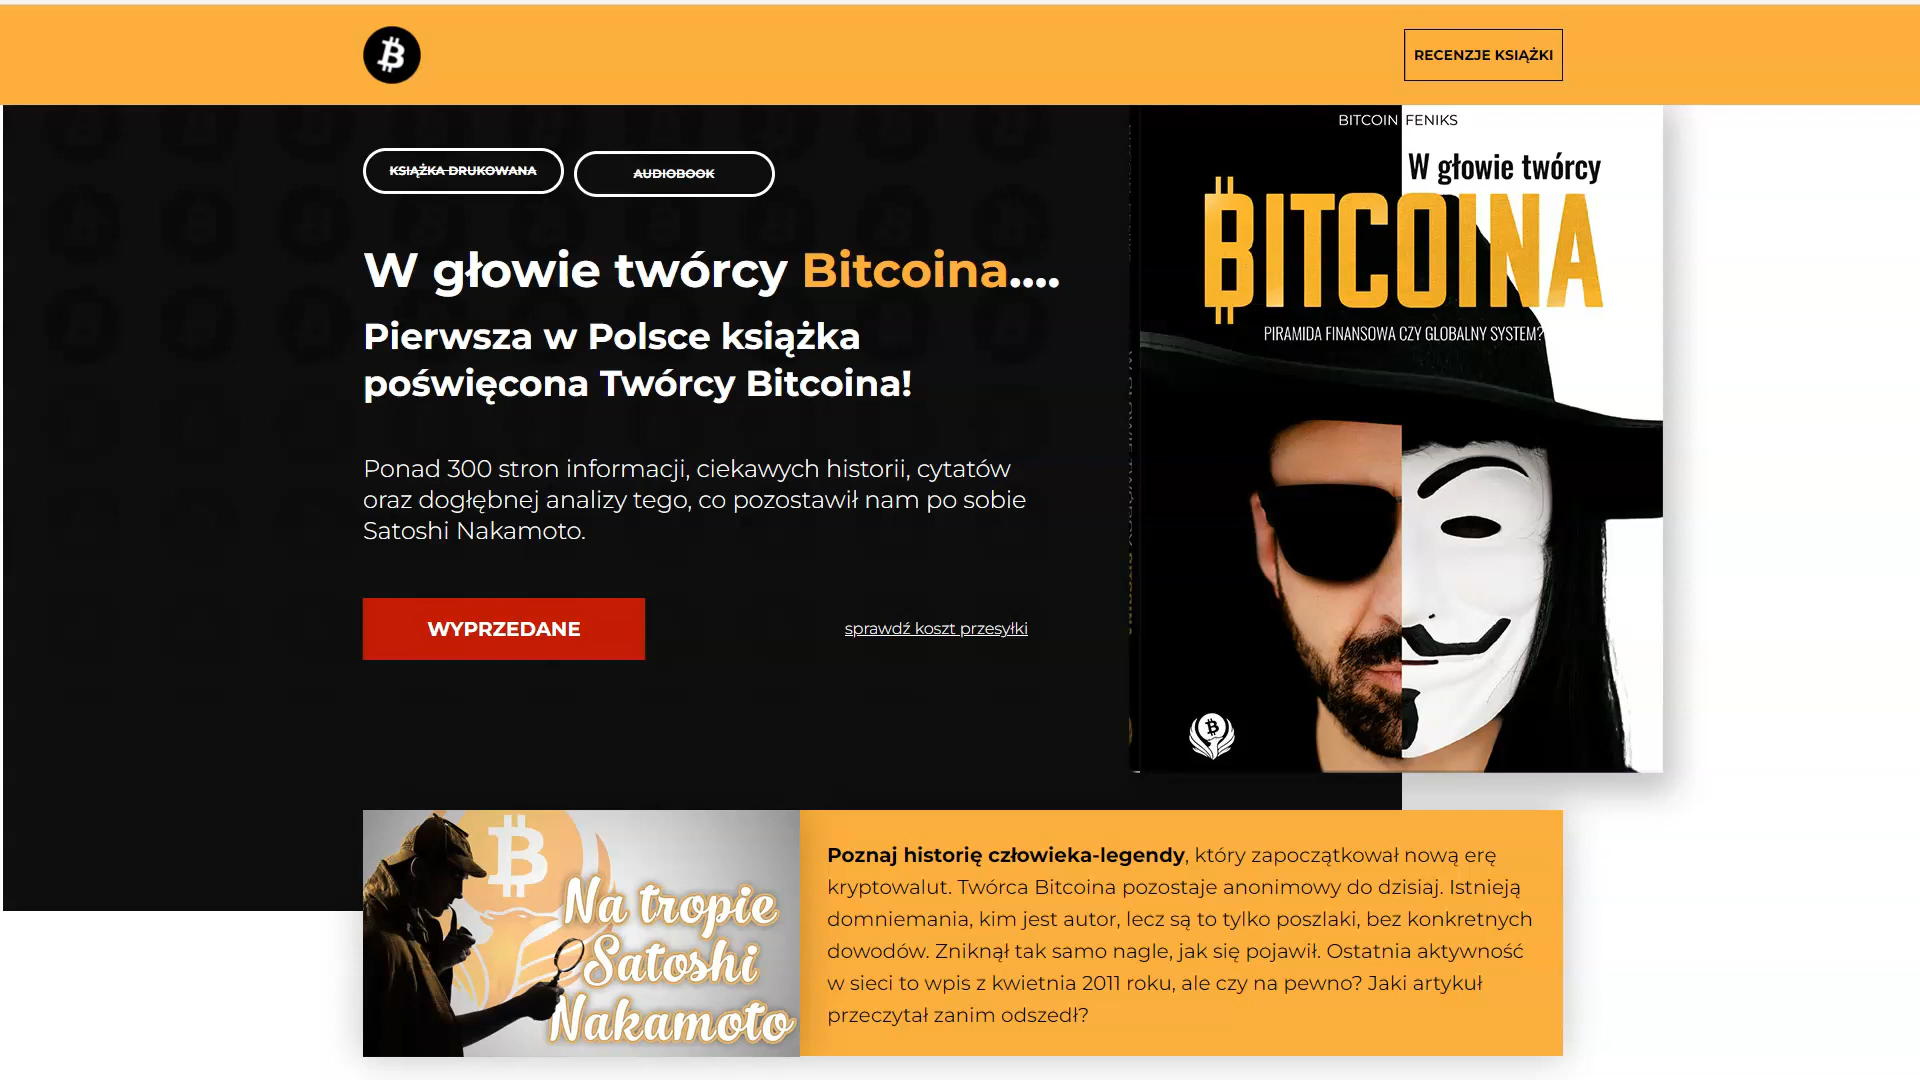 RECENZJE KSIĄŻKI
KSIĄŻKA DRUKOWANA
AUDIOBOOK
W głowie twórcy Bitcoina....
Pierwsza w Polsce książka
poświęcona Twórcy Bitcoina!
Ponad 300 stron informacji, ciekawych historii, cytatów
oraz dogłębnej analizy tego, co pozostawił nam po sobie
Satoshi Nakamoto.
WYPRZEDANE
sprawdź koszt przesyłki
BITCOIN FENIKS
W głowie twórcy
BITCOINA
PIRAMIDA FINANSOWA CZY GLOBALNY SYSTEM?
Na tropie
Satoshi
Nakamoto
Poznaj historię człowieka-legendy, który zapoczątkował nową erę
kryptowalut. Twórca Bitcoina pozostaje anonimowy do dzisiaj. Istnieją
domniemania, kim jest autor, lecz są to tylko poszlaki, bez konkretnych
dowodów. Zniknął tak samo nagle, jak się pojawił. Ostatnia aktywność
w sieci to wpis z kwietnia 2011 roku, ale czy na pewno? Jaki artykuł
przeczytał zanim odszedł?